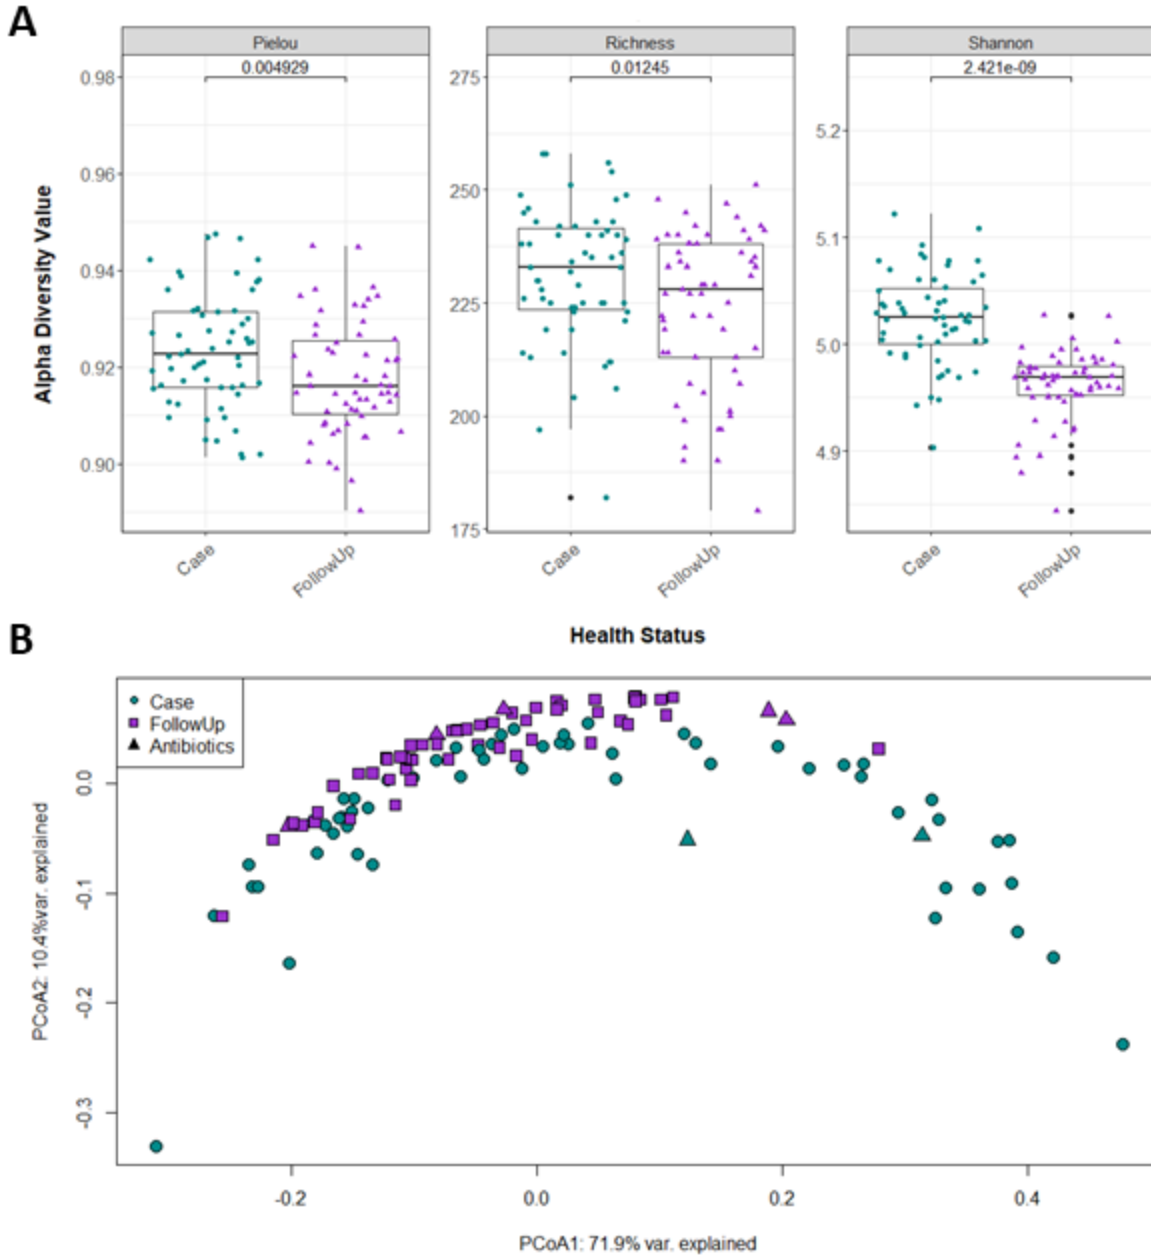 A
Pielou Richness Shannon
0.004929 0.01245 2.421e-09
Alpha Diversity Value
0.98
0.96
0.94
0.92
0.90
275
250
225
200
175
5.2
5.1
5.0
4.9
Case FollowUp Case FollowUp Case FollowUp
Health Status
B
Case
FollowUp
Antibiotics
PCoA2: 10.4%var. explained
0.0
-0.1
-0.2
-0.3
-0.2 0.0 0.2 0.4
PCoA1: 71.9% var. explained